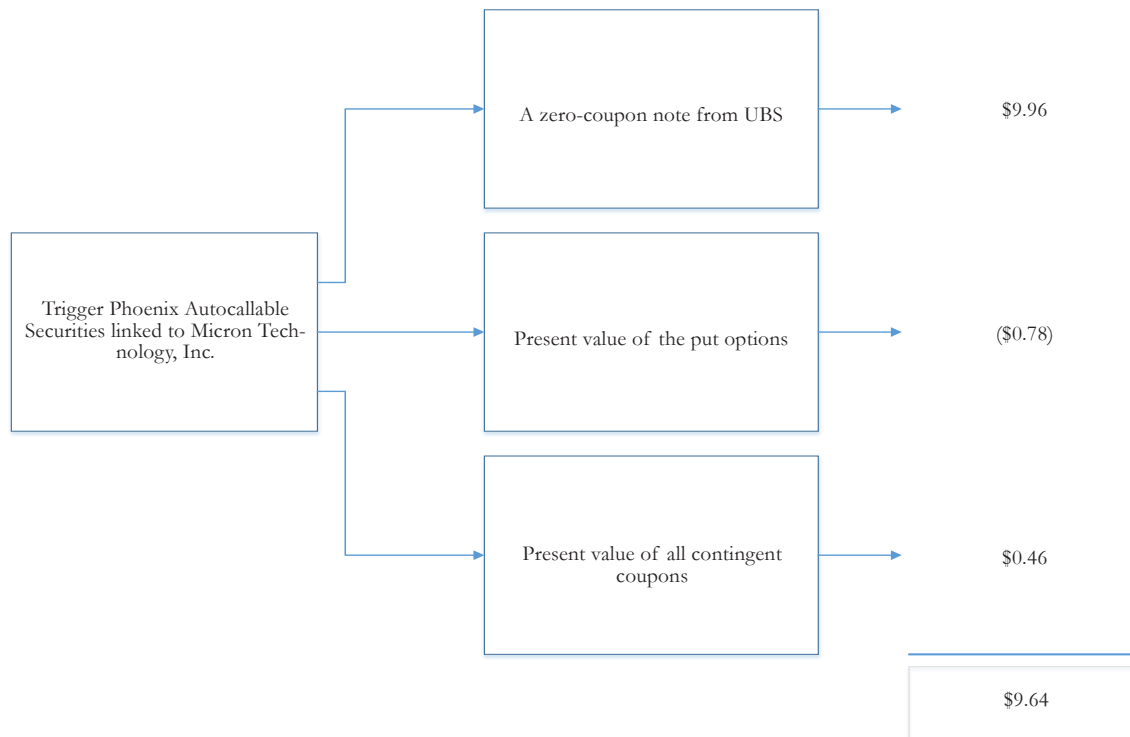 A zero-coupon note from UBS
$9.96
Trigger Phoenix Autocallable
Securities linked to Micron Tech-
nology, Inc.
Present value of the put options
($0.78)
Present value of all contingent
coupons
$0.46
$9.64